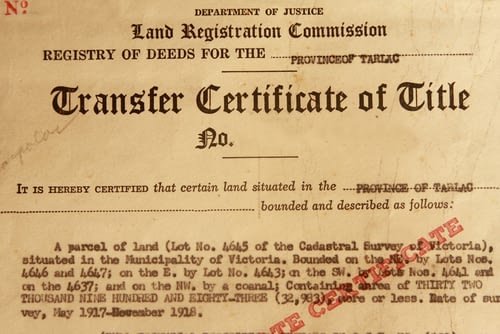 Nº
DEPARTMENT OF JUSTICE
Land Registration Commission
REGISTRY OF DEEDS FOR THE PROVINCEOF TARLAC
Transfer Certificate of Title
No.
IT IS HEREBY CERTIFIED that certain land situated in the PROVINCE OF TARLAC
bounded and described as follows:
A parcel of land (Lot No. 4645 of the Cadastral Survey of Victoria),
situated in the Municipality of Victoria. Bounded on the NE. by Lots Nos.
4646 and 4647; on the E. by Lot No. 4643; on the SW. by Lots Nos. 4641 and
on the 4637; and on the NW. by a coanal; Containing area of THIRTY TWO
THOUSAND NINE HUNDRED AND EIGHTY-THREE (32,983) more or less. Date of sur
vey, May 1917-November 1918.
CERTIFICATE